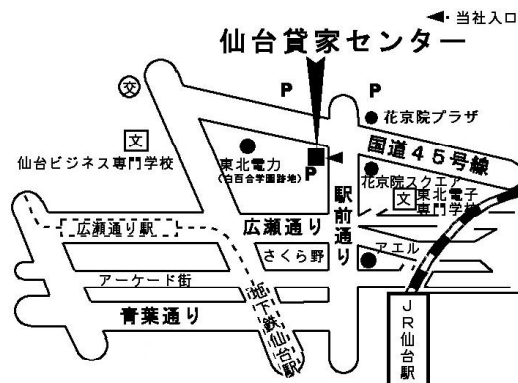 ◀・当社入口
仙台貸家センター
P
P
交
花京院プラザ
文
仙台ビジネス専門学校
東北電力
(白百合学園跡地)
P
国道45号線
花京院スクエア
文
東北電子
専門学校
駅前通り
広瀬通り駅
広瀬通り
さくら野
アエル
アーケード街
地下鉄仙台駅
青葉通り
JR仙台駅